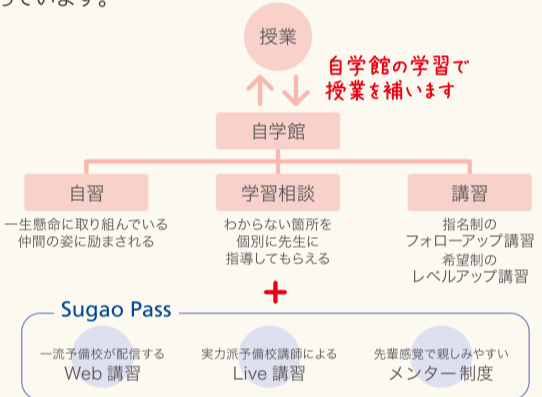 っています。
授業
自学館の学習で
授業を補います
自学館
自習
学習相談
講習
一生懸命に取り組んでいる
仲間の姿に励まされる
わからない箇所を
個別に先生に
指導してもらえる
指名制の
フォローアップ講習
希望制の
レベルアップ講習
+
Sugao Pass
一流予備校が配信する
Web 講習
実力派予備校講師による
Live 講習
先輩感覚で親しみやすい
メンター制度